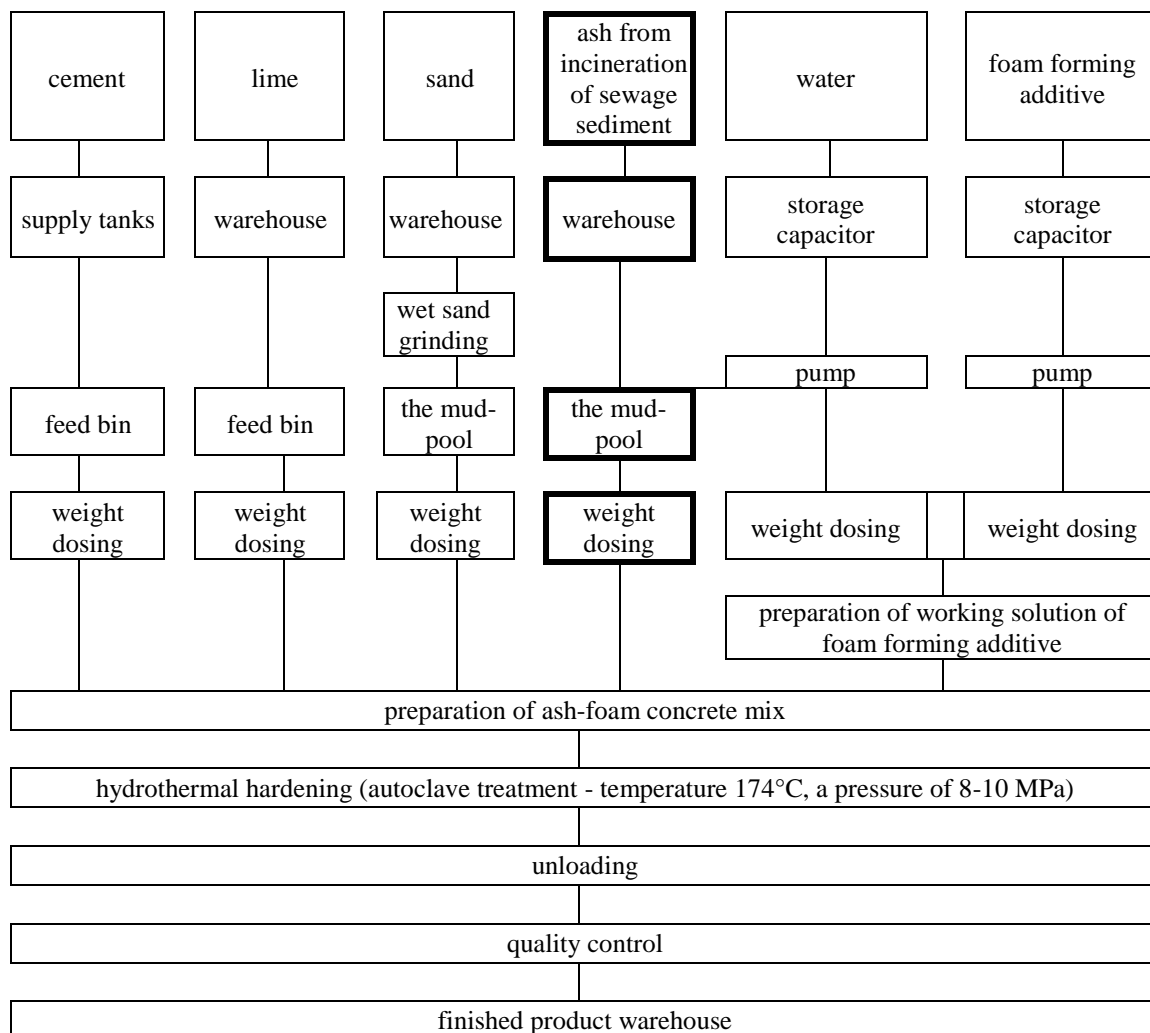 cement
lime
sand
ash from
incineration
of sewage
sediment
water
foam forming
additive
supply tanks
warehouse
warehouse
warehouse
storage
capacitor
storage
capacitor
wet sand
grinding
pump
pump
feed bin
feed bin
the mud-
pool
the mud-
pool
weight
dosing
weight
dosing
weight
dosing
weight
dosing
weight dosing
weight dosing
preparation of working solution of
foam forming additive
preparation of ash-foam concrete mix
hydrothermal hardening (autoclave treatment - temperature 174°C, a pressure of 8-10 MPa)
unloading
quality control
finished product warehouse